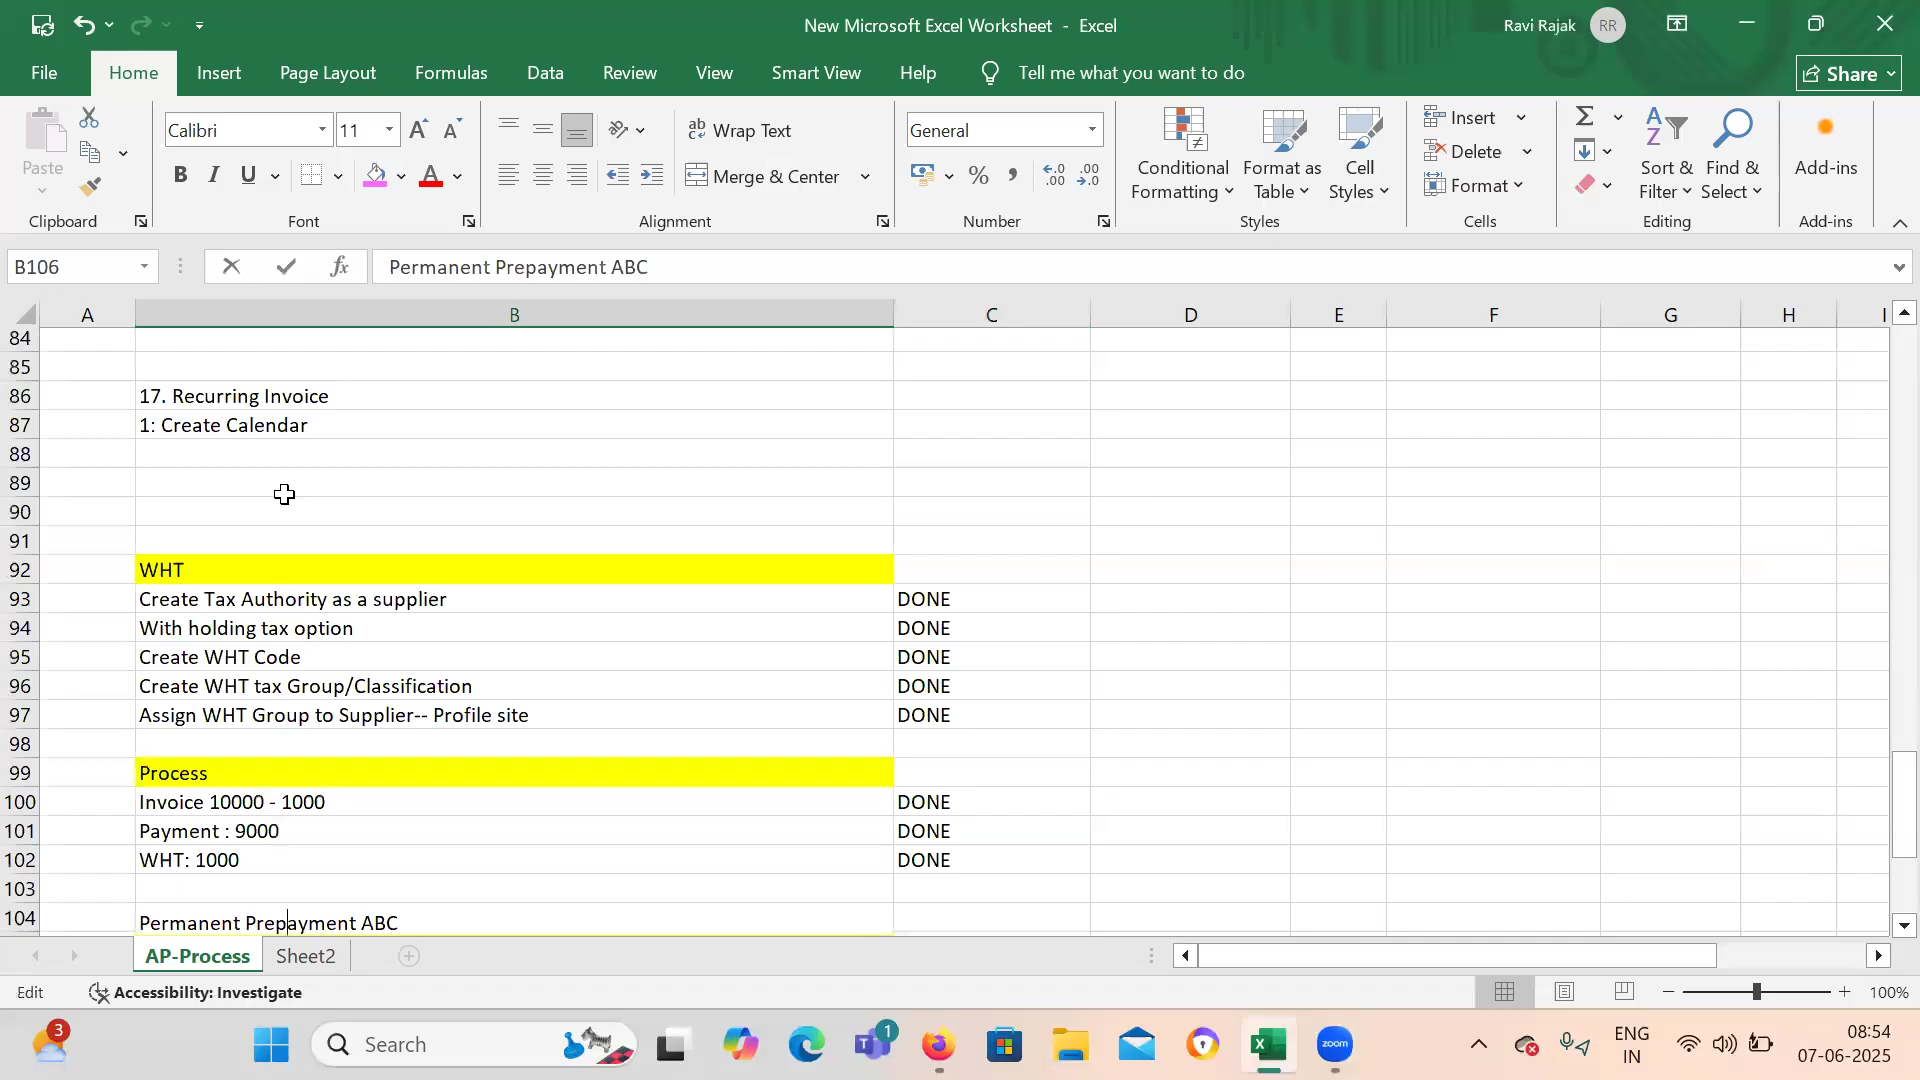 New Microsoft Excel Worksheet - Excel
Ravi Rajak
RR
File
Home
Insert
Page Layout
Formulas
Data
Review
View
Smart View
Help
Tell me what you want to do
Share
Paste
Clipboard
Calibri
11
B I U
Font
ab Wrap Text
Merge & Center
Alignment
General
Number
Conditional Formatting
Format as Table
Cell Styles
Styles
Insert
Delete
Format
Cells
Sort & Filter
Find & Select
Editing
Add-ins
Add-ins
B106
fx
Permanent Prepayment ABC
A B C D E F G H I
84
85
86 17. Recurring Invoice
87 1: Create Calendar
88
89
90
91
92 WHT
93 Create Tax Authority as a supplier DONE
94 With holding tax option DONE
95 Create WHT Code DONE
96 Create WHT tax Group/Classification DONE
97 Assign WHT Group to Supplier-- Profile site DONE
98
99 Process
100 Invoice 10000 - 1000 DONE
101 Payment : 9000 DONE
102 WHT: 1000 DONE
103
104 Permanent Prepayment ABC
AP-Process
Sheet2
Edit
Accessibility: Investigate
100%
3
Search
1
zoom
ENG
IN
08:54
07-06-2025